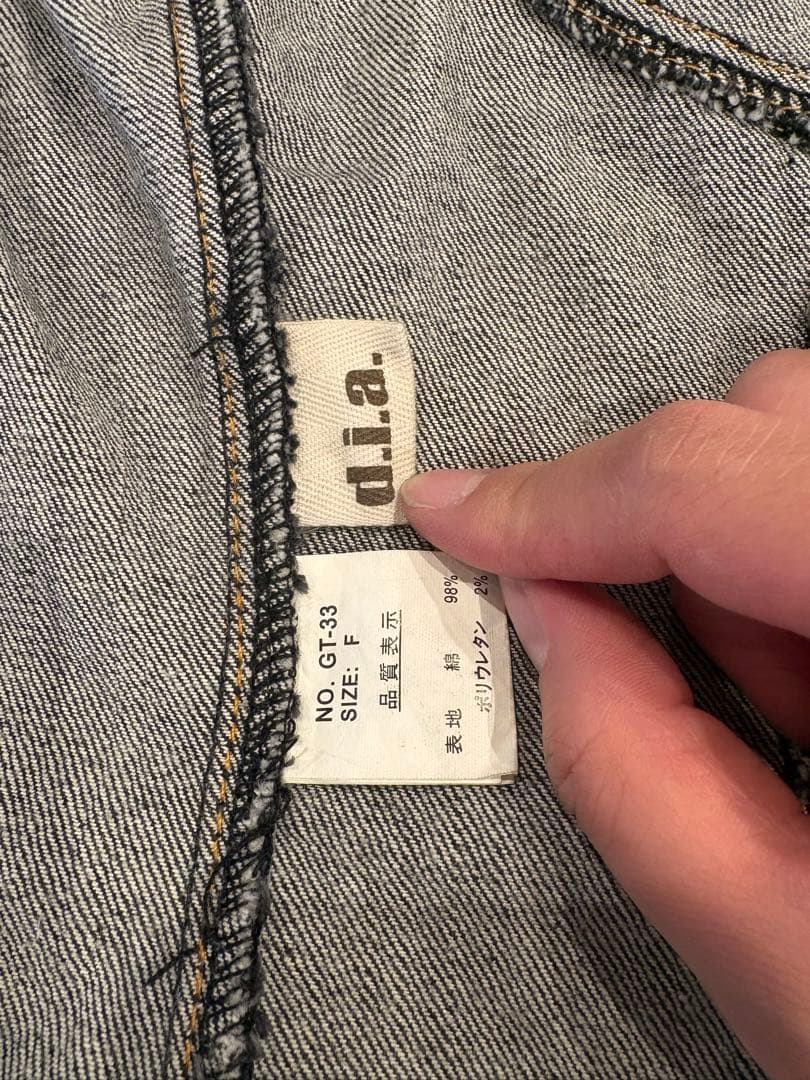 d.i.a.
NO. GT-33
SIZE: F
品質表示
表地 綿 98%
ポリウレタン 2%